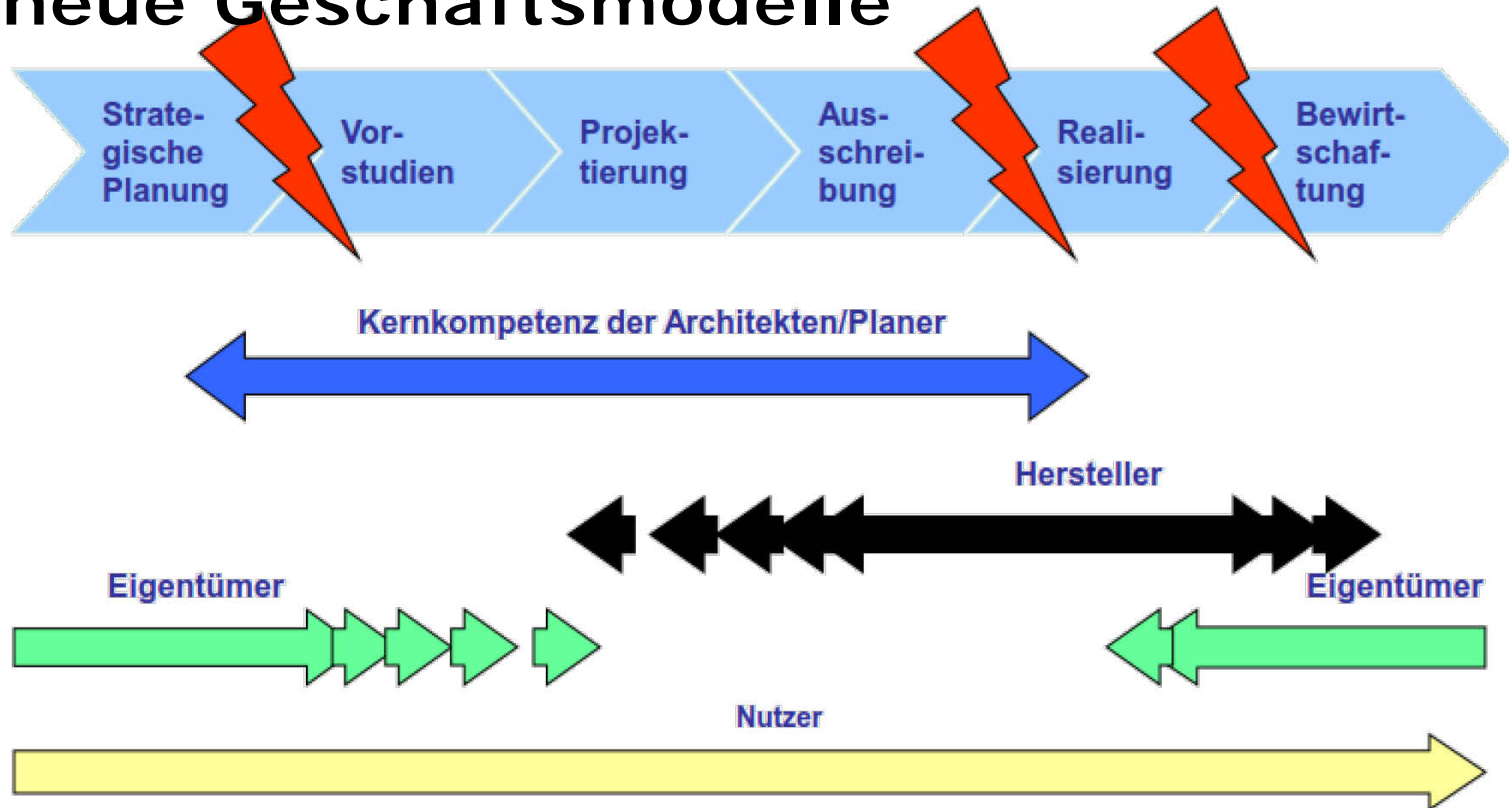 neue Geschäftsmodelle
Strate-
gische
Planung
Vor-
studien
Projek-
tierung
Aus-
schrei-
bung
Reali-
sierung
Bewirt-
schaf-
tung
Kernkompetenz der Architekten/Planer
Hersteller
Eigentümer
Eigentümer
Nutzer